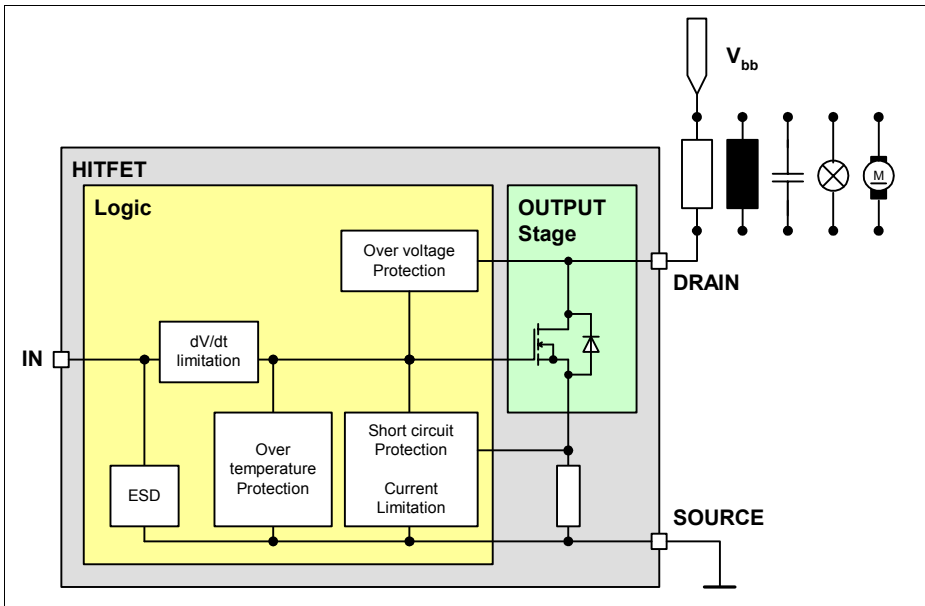 V_bb
HITFET
Logic
OUTPUT
Stage
Over voltage
Protection
M
DRAIN
dV/dt
limitation
IN
Short circuit
Protection
Over
temperature
Protection
ESD
Current
Limitation
SOURCE